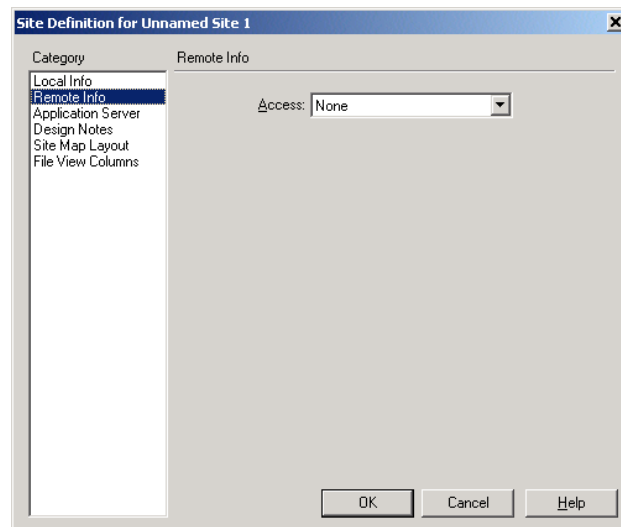 Site Definition for Unnamed Site 1
Category
Remote Info
Local Info
Remote Info
Application Server
Design Notes
Site Map Layout
File View Columns
Access: None
OK Cancel Help